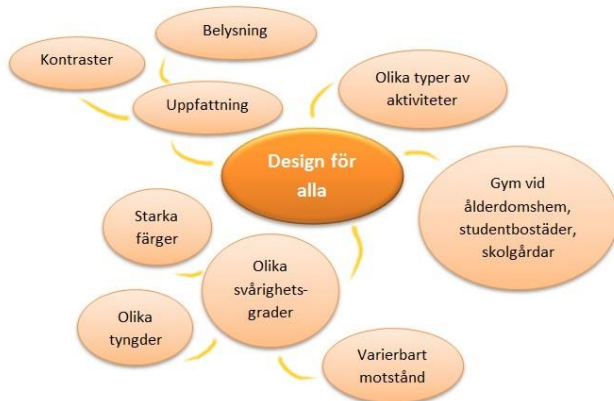 Belysning
Kontraster
Uppfattning
Olika typer av
aktiviteter
Design för
alla
Gym vid
ålderdomshem,
studentbostäder,
skolgårdar
Starka
färger
Olika
svårighets-
grader
Olika
tyngder
Varierbart
motstånd